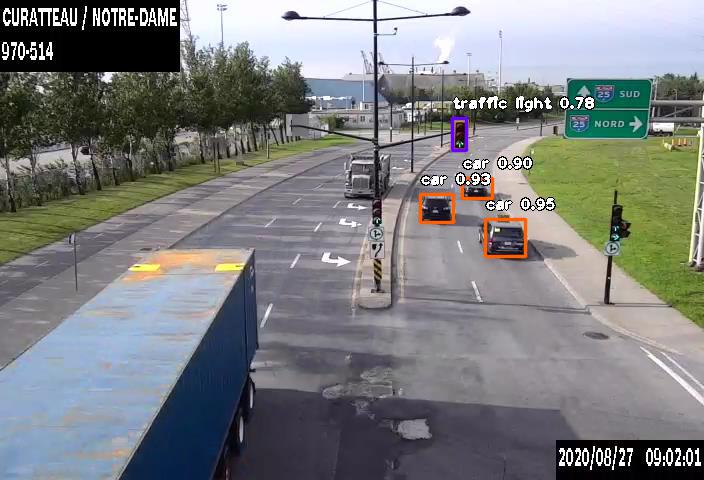 CURATTEAU / NOTRE-DAME
970-514
traffic light 0.78
25 SUD
25 NORD
car 0.90
car 0.93
car 0.95
2020/08/27 09:02:01